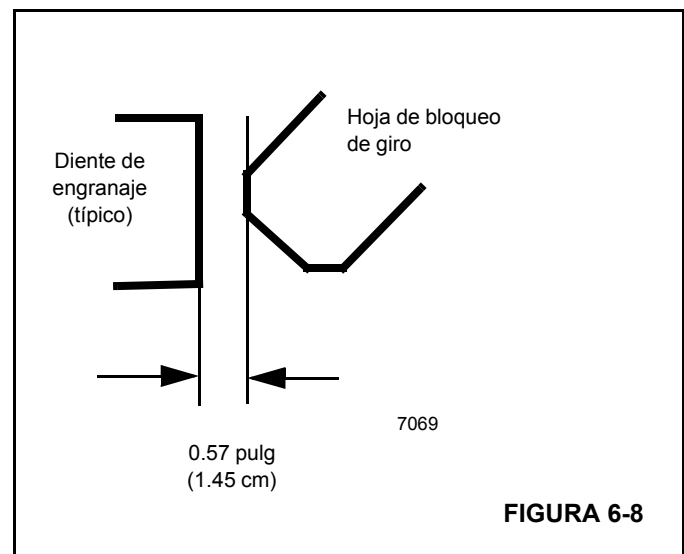 Hoja de bloqueo
de giro
Diente de
engranaje
(típico)
7069
0.57 pulg
(1.45 cm)
FIGURA 6-8